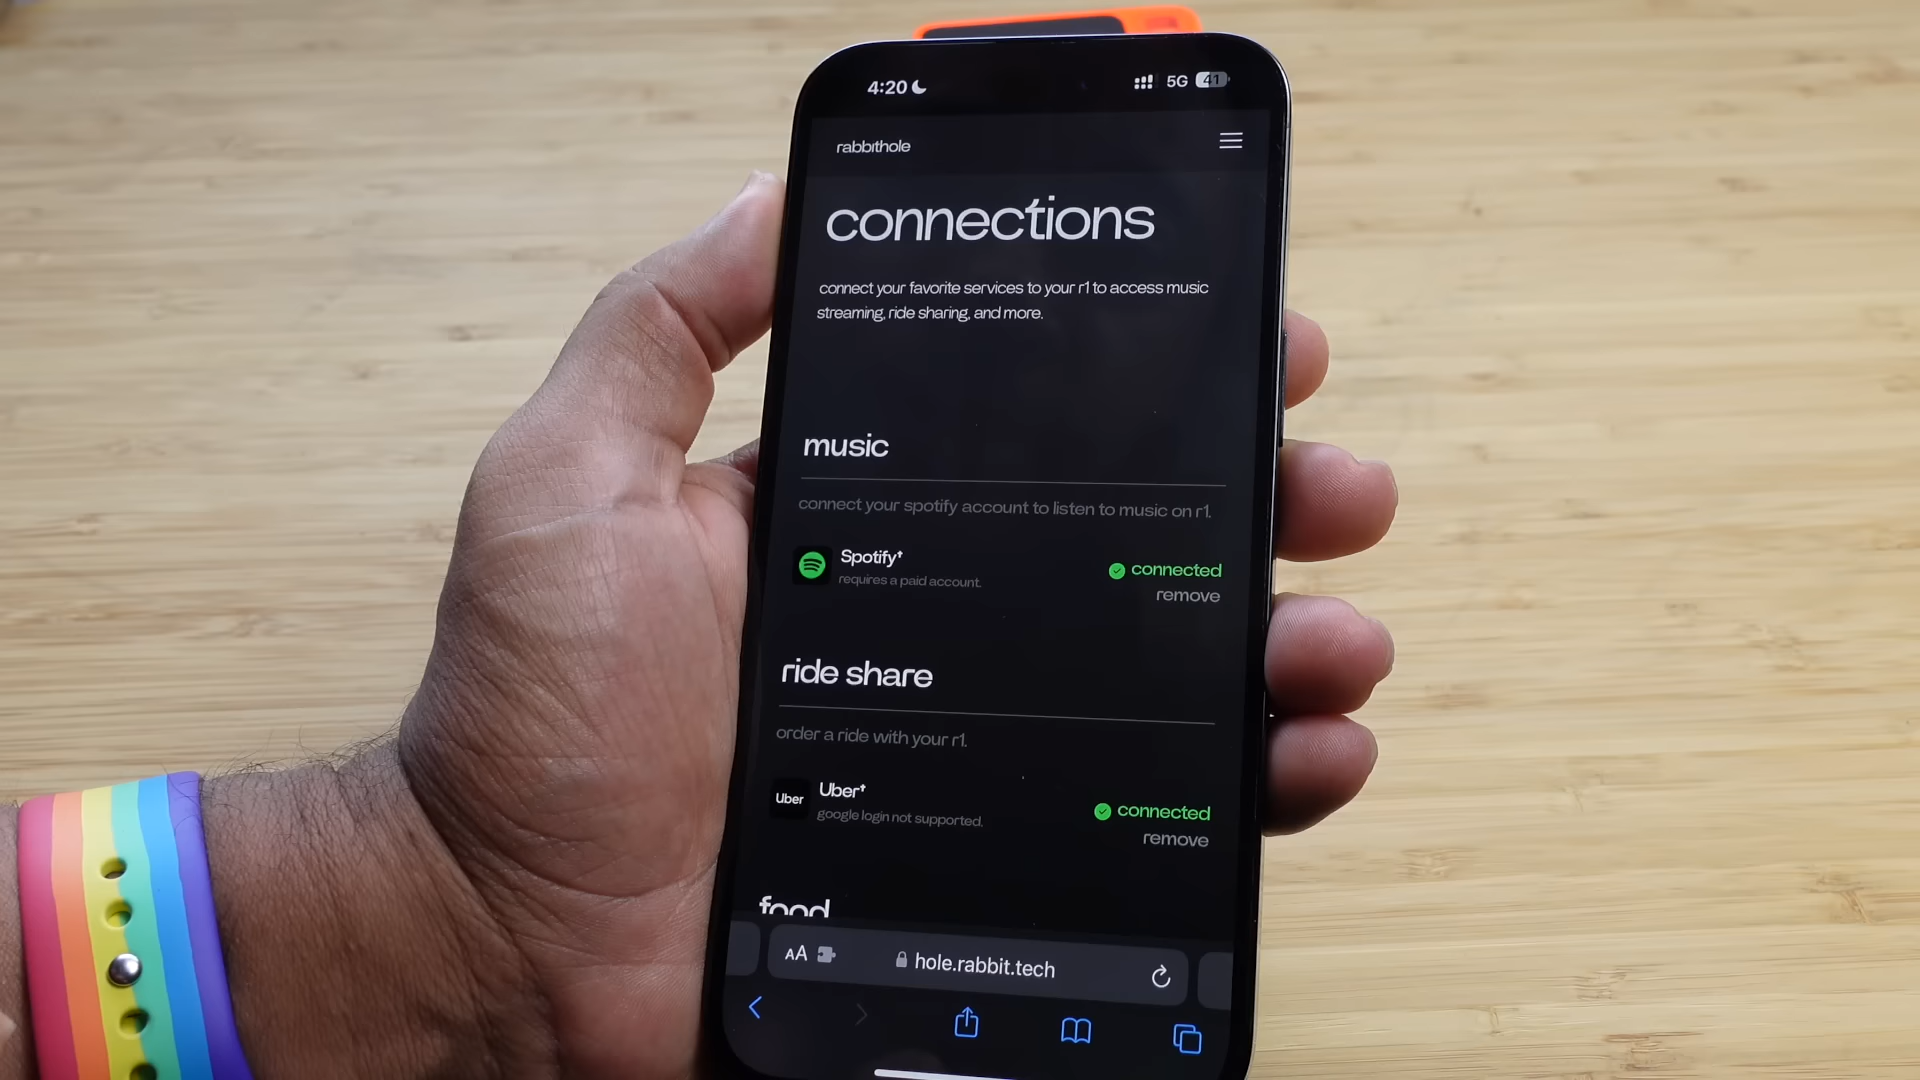 4:20
5G 41
rabbithole
connections
connect your favorite services to your r1 to access music
streaming, ride sharing, and more.
music
connect your spotify account to listen to music on r1.
Spotify†
connected
requires a paid account.
remove
ride share
order a ride with your r1.
Uber
Uber†
connected
google login not supported.
remove
food
AA
hole.rabbit.tech